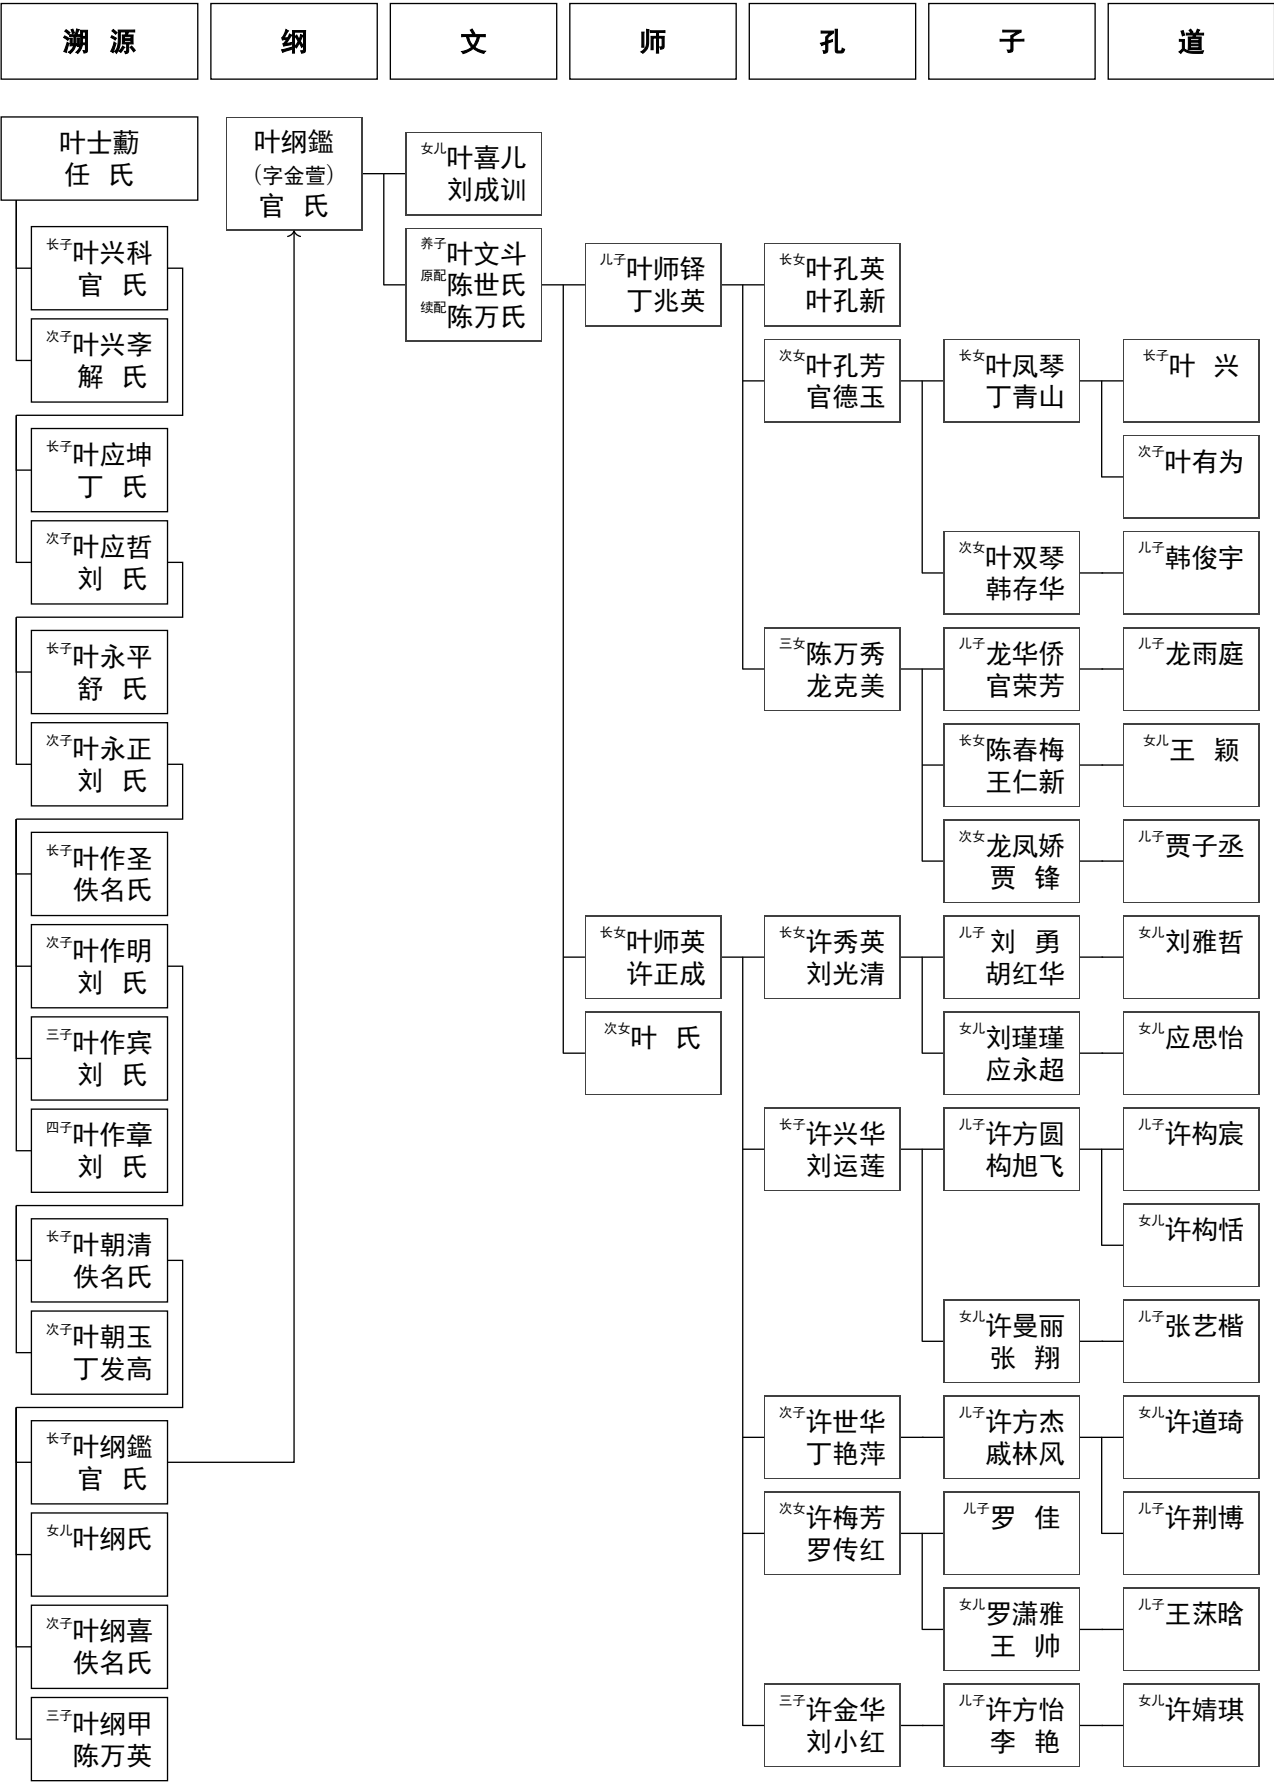 溯 源
纲
文
师
孔
子
道
叶士勳
任 氏
长子叶兴科
官 氏
次子叶兴斈
解 氏
长子叶应坤
丁 氏
次子叶应哲
刘 氏
长子叶永平
舒 氏
次子叶永正
刘 氏
长子叶作圣
佚名氏
次子叶作明
刘 氏
三子叶作宾
刘 氏
四子叶作章
刘 氏
长子叶朝清
佚名氏
次子叶朝玉
丁发高
长子叶纲鑑
官 氏
女儿叶纲氏
次子叶纲喜
佚名氏
三子叶纲甲
陈万英
叶纲鑑
(字金萱)
官 氏
女儿叶喜儿
刘成训
养子叶文斗
原配陈世氏
续配陈万氏
儿子叶师铎
丁兆英
长女叶师英
许正成
次女叶 氏
长女叶孔英
叶孔新
次女叶孔芳
官德玉
三女陈万秀
龙克美
长女许秀英
刘光清
长子许兴华
刘运莲
次子许世华
丁艳萍
次女许梅芳
罗传红
三子许金华
刘小红
长女叶凤琴
丁青山
次女叶双琴
韩存华
儿子龙华侨
官荣芳
长女陈春梅
王仁新
次女龙凤娇
贾 锋
儿子刘 勇
胡红华
女儿刘瑾瑾
应永超
儿子许方圆
构旭飞
女儿许曼丽
张 翔
儿子许方杰
戚林风
儿子罗 佳
女儿罗潇雅
王 帅
儿子许方怡
李 艳
长子叶 兴
次子叶有为
儿子韩俊宇
儿子龙雨庭
女儿王 颖
儿子贾子丞
女儿刘雅哲
女儿应思怡
儿子许构宸
女儿许构恬
儿子张艺楷
女儿许道琦
儿子许荆博
儿子王莯晗
女儿许婧琪